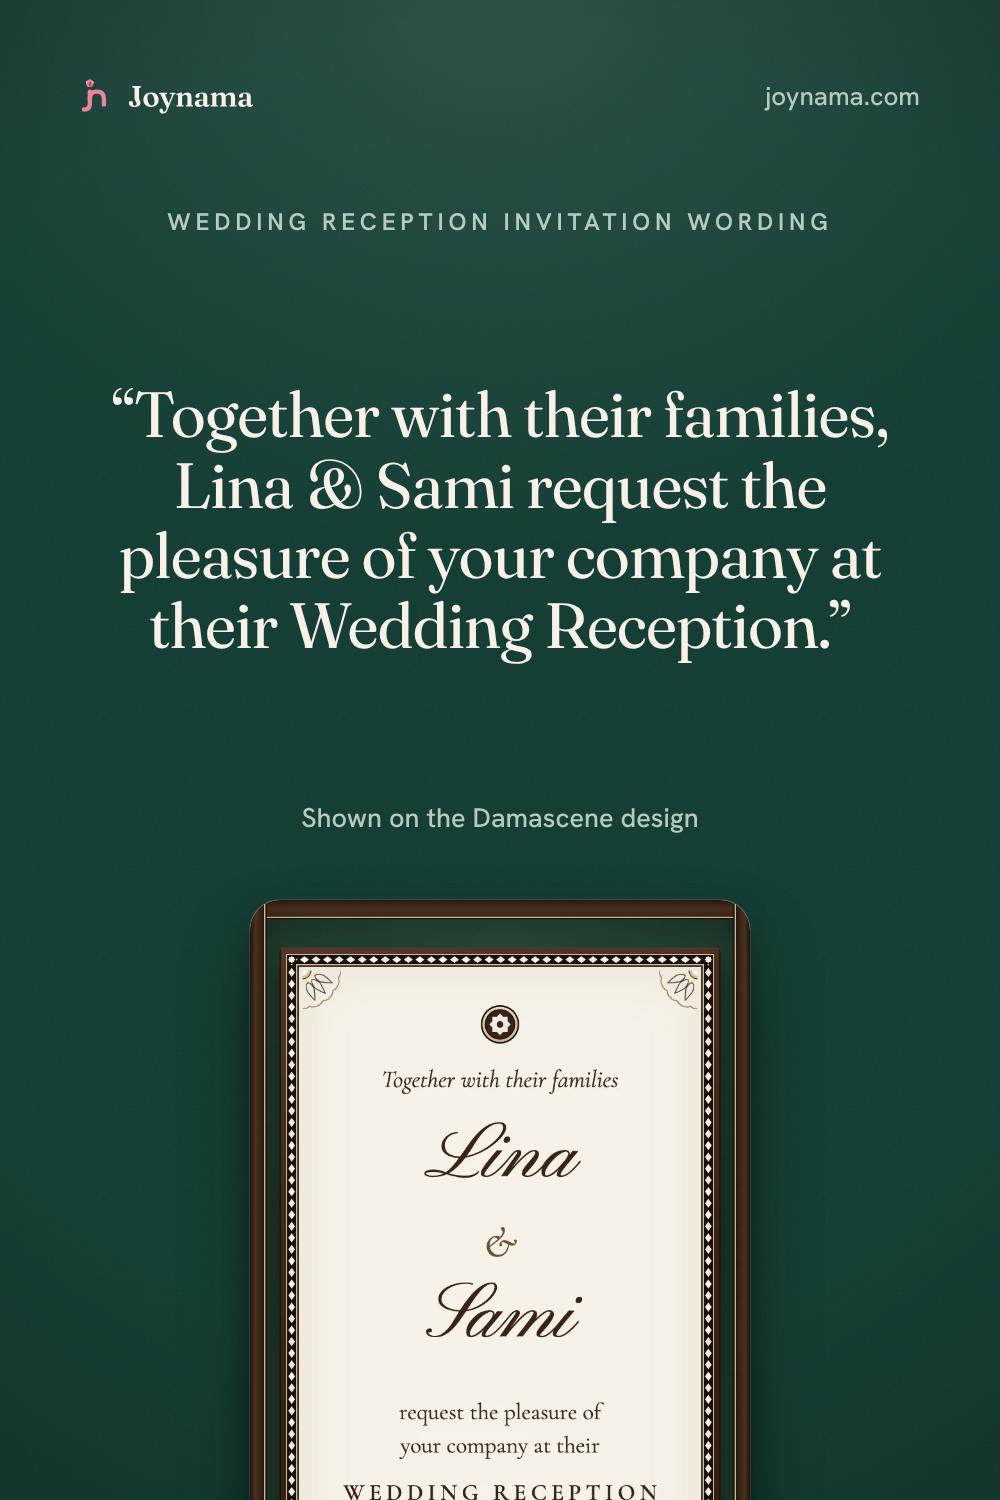 Joynama
joynama.com
WEDDING RECEPTION INVITATION WORDING
“Together with their families,
Lina & Sami request the
pleasure of your company at
their Wedding Reception.”
Shown on the Damascene design
Together with their families
Lina
&
Sami
request the pleasure of
your company at their
WEDDING RECEPTION